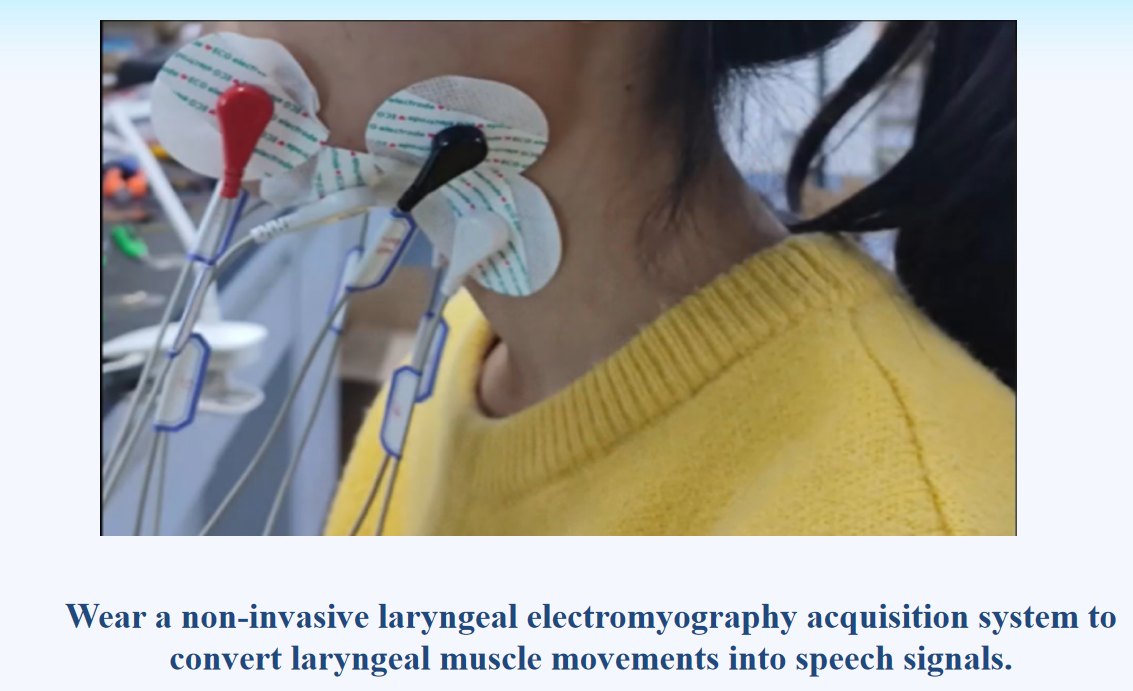 Wear a non-invasive laryngeal electromyography acquisition system to
convert laryngeal muscle movements into speech signals.